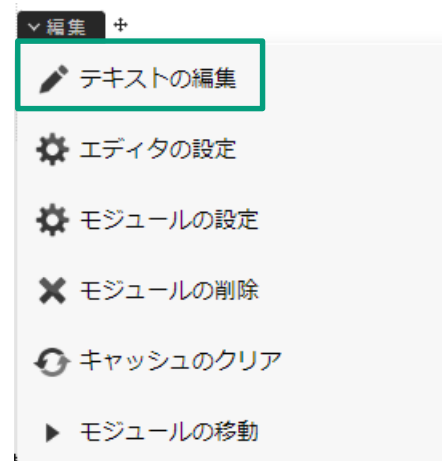 編集
テキストの編集
エディタの設定
モジュールの設定
モジュールの削除
キャッシュのクリア
モジュールの移動